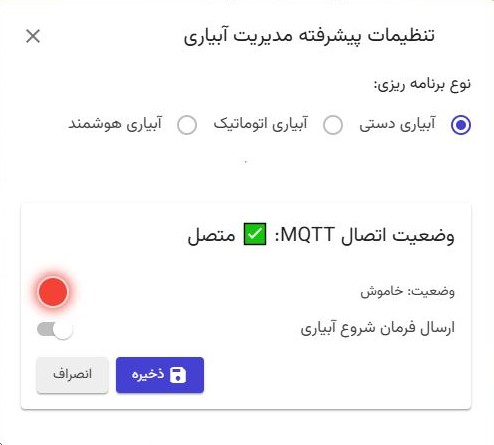 تنظیمات پیشرفته مدیریت آبیاری
نوع برنامه ریزی:
آبیاری دستی آبیاری اتوماتیک آبیاری هوشمند
وضعیت اتصال MQTT: ✅ متصل
وضعیت: خاموش
ارسال فرمان شروع آبیاری
ذخیره انصراف